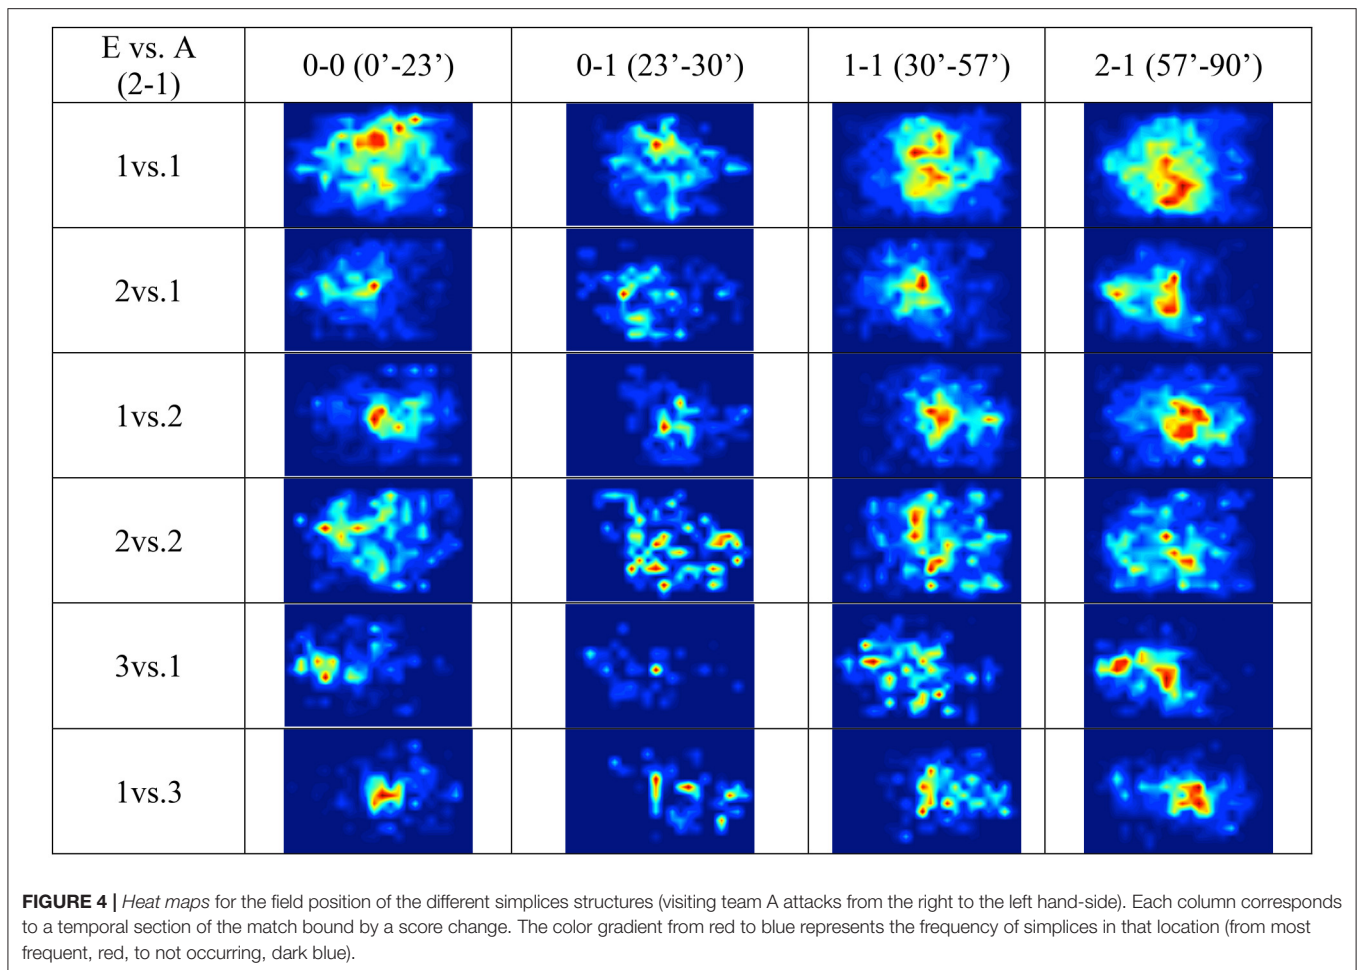 E vs. A
(2-1)
0-0 (0’-23’)
0-1 (23’-30’)
1-1 (30’-57’)
2-1 (57’-90’)
1vs.1
2vs.1
1vs.2
2vs.2
3vs.1
1vs.3
FIGURE 4 | Heat maps for the field position of the different simplices structures (visiting team A attacks from the right to the left hand-side). Each column corresponds
to a temporal section of the match bound by a score change. The color gradient from red to blue represents the frequency of simplices in that location (from most
frequent, red, to not occurring, dark blue).